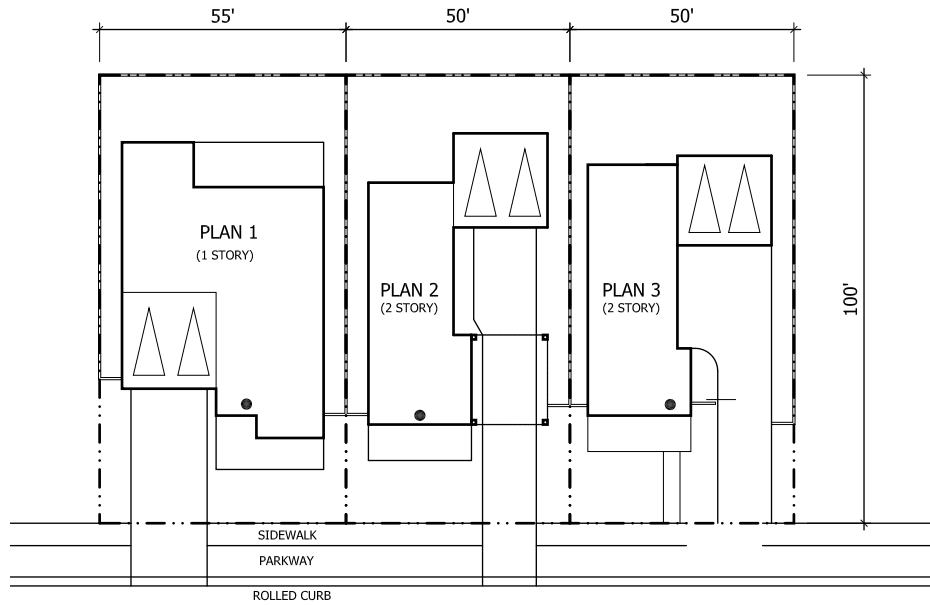 55'
50'
50'
PLAN 1
(1 STORY)
PLAN 2
(2 STORY)
PLAN 3
(2 STORY)
100'
SIDEWALK
PARKWAY
ROLLED CURB